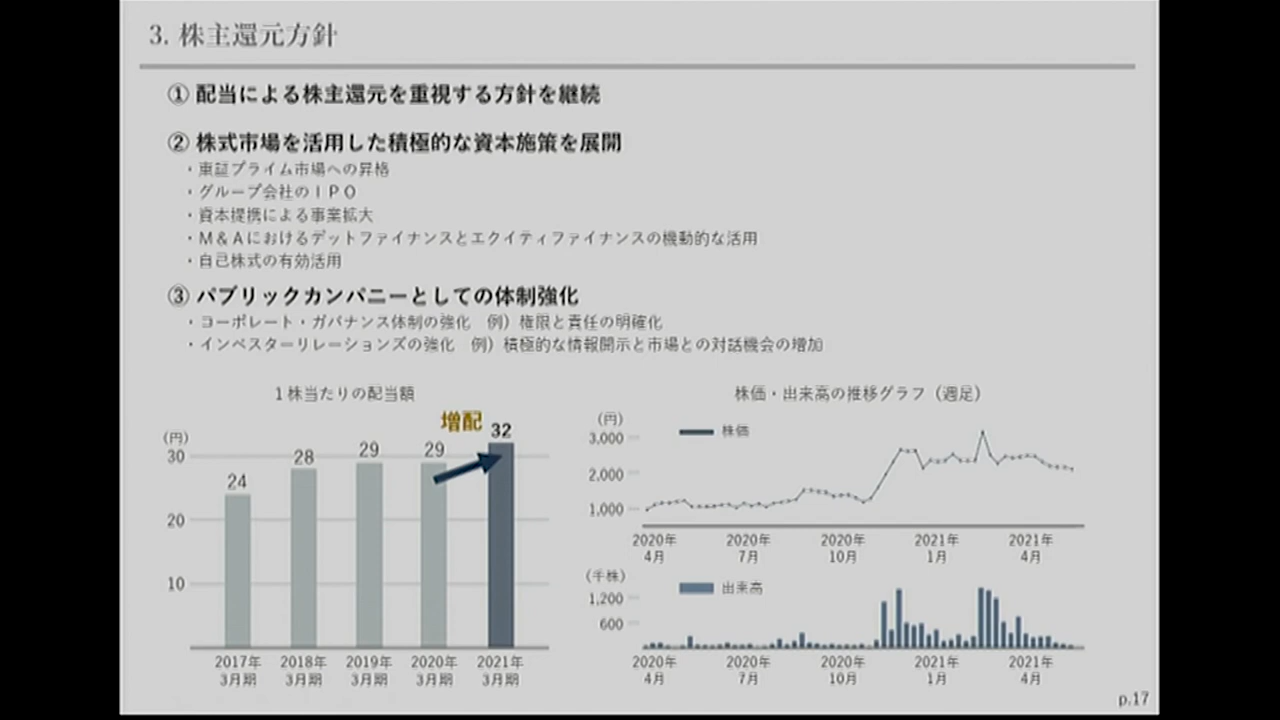 3. 株主還元方針
① 配当による株主還元を重視する方針を継続
② 株式市場を活用した積極的な資本施策を展開
・東証プライム市場への昇格
・グループ会社のＩＰＯ
・資本提携による事業拡大
・Ｍ＆Ａにおけるデットファイナンスとエクイティファイナンスの機動的な活用
・自己株式の有効活用
③ パブリックカンパニーとしての体制強化
・コーポレート・ガバナンス体制の強化　例）権限と責任の明確化
・インベスターリレーションズの強化　例）積極的な情報開示と市場との対話機会の増加
1株当たりの配当額
(円)
増配
24
28
29
29
32
30
20
10
2017年 2018年 2019年 2020年 2021年
3月期 3月期 3月期 3月期 3月期
株価・出来高の推移グラフ（週足）
(円)
株価
3,000
2,000
1,000
2020年 2020年 2020年 2021年 2021年
4月 7月 10月 1月 4月
(千株)
出来高
1,200
600
2020年 2020年 2020年 2021年 2021年
4月 7月 10月 1月 4月
p.17